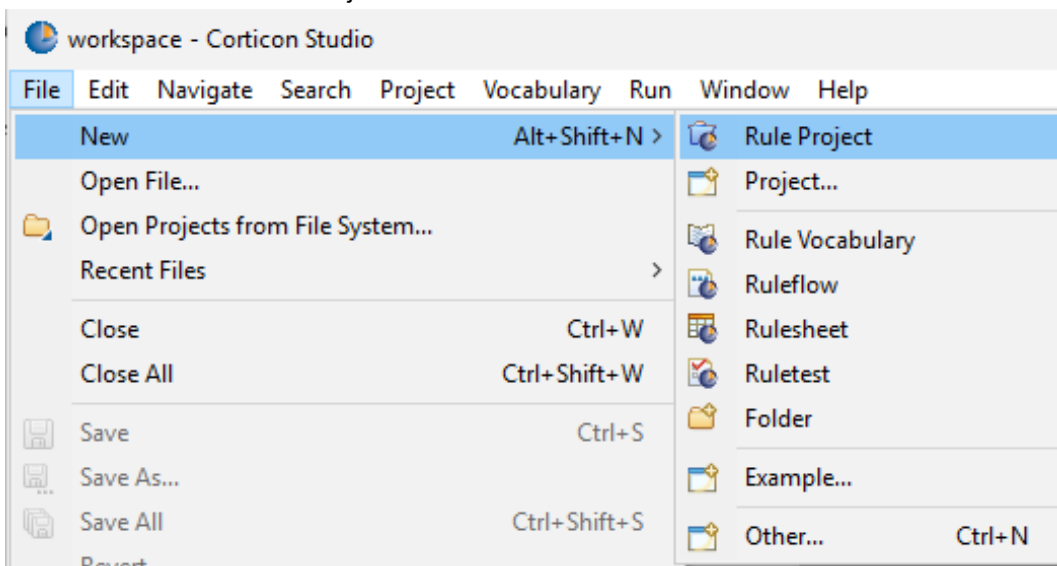 workspace - Corticon Studio
File Edit Navigate Search Project Vocabulary Run Window Help
New Alt+Shift+N >
Open File...
Open Projects from File System...
Recent Files >
Close Ctrl+W
Close All Ctrl+Shift+W
Save Ctrl+S
Save As...
Save All Ctrl+Shift+S
Rule Project
Project...
Rule Vocabulary
Ruleflow
Rulesheet
Ruletest
Folder
Example...
Other... Ctrl+N